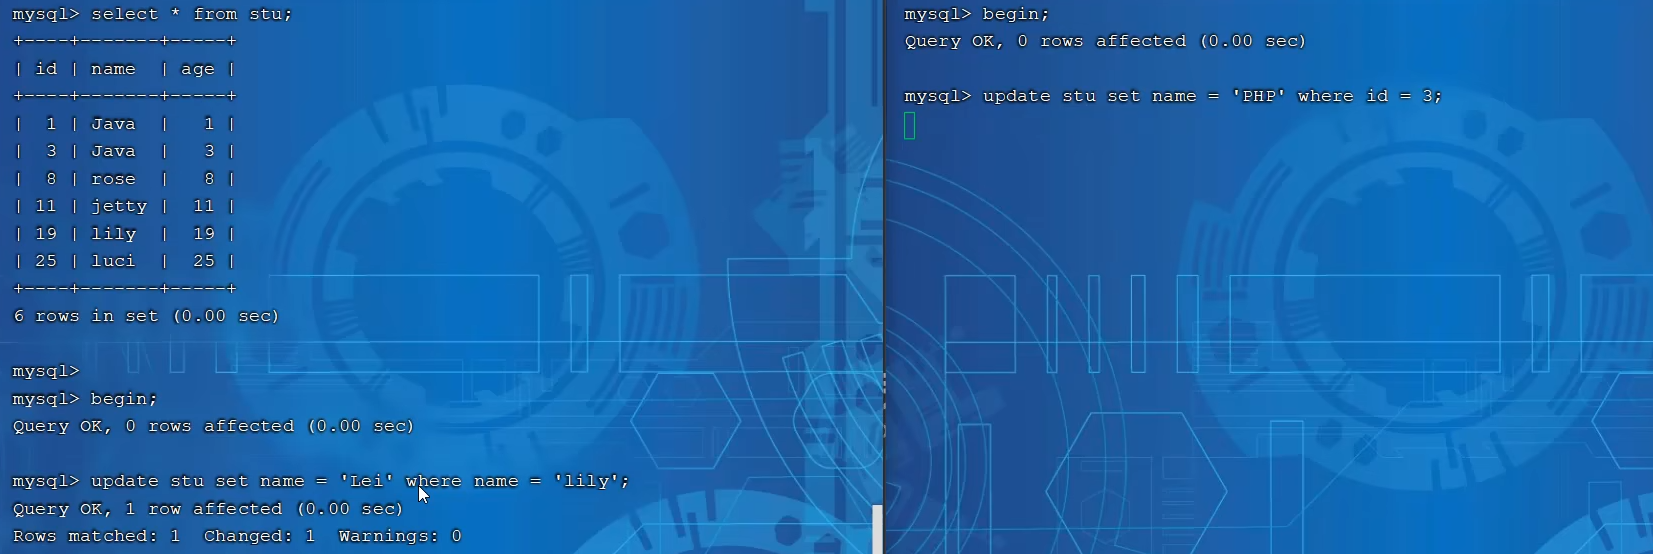 mysql> select * from stu;
+----+-------+-----+
| id | name  | age |
+----+-------+-----+
|  1 | Java  |   1 |
|  3 | Java  |   3 |
|  8 | rose  |   8 |
| 11 | jetty |  11 |
| 19 | lily  |  19 |
| 25 | luci  |  25 |
+----+-------+-----+
6 rows in set (0.00 sec)
mysql>
mysql> begin;
Query OK, 0 rows affected (0.00 sec)
mysql> update stu set name = 'Lei' where name = 'lily';
Query OK, 1 row affected (0.00 sec)
Rows matched: 1  Changed: 1  Warnings: 0
mysql> begin;
Query OK, 0 rows affected (0.00 sec)
mysql> update stu set name = 'PHP' where id = 3;